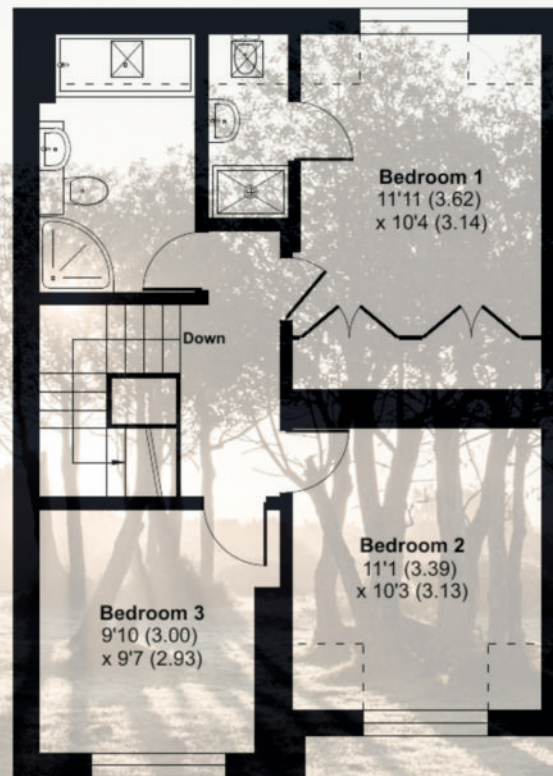 Bedroom 1
11'11 (3.62)
x 10'4 (3.14)
Down
Bedroom 2
11'1 (3.39)
x 10'3 (3.13)
Bedroom 3
9'10 (3.00)
x 9'7 (2.93)